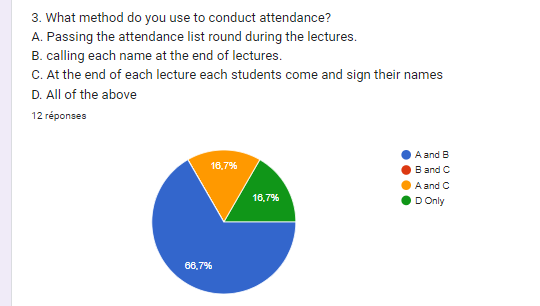 3. What method do you use to conduct attendance?
A. Passing the attendance list round during the lectures.
B. calling each name at the end of lectures.
C. At the end of each lecture each students come and sign their names
D. All of the above
12 réponses
16,7%
16,7%
66,7%
A and B
B and C
A and C
D Only